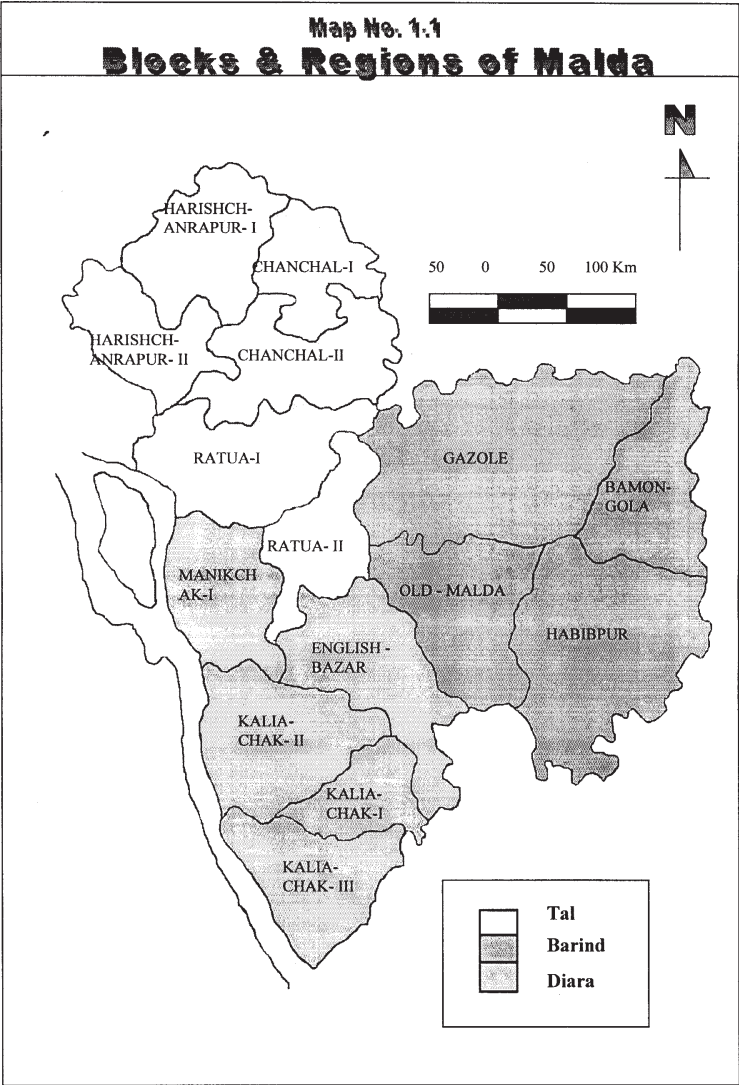 Map No. 1.1
Blocks & Regions of Malda
N
HARISHCH-
ANRAPUR- I
CHANCHAL-I
50 0 50 100 Km
HARISHCH-
ANRAPUR- II
CHANCHAL-II
RATUA-I
GAZOLE
BAMON-
GOLA
RATUA- II
MANIKCH
AK-I
OLD - MALDA
HABIBPUR
ENGLISH -
BAZAR
KALIA-
CHAK- II
KALIA-
CHAK-I
KALIA-
CHAK- III
Tal
Barind
Diara